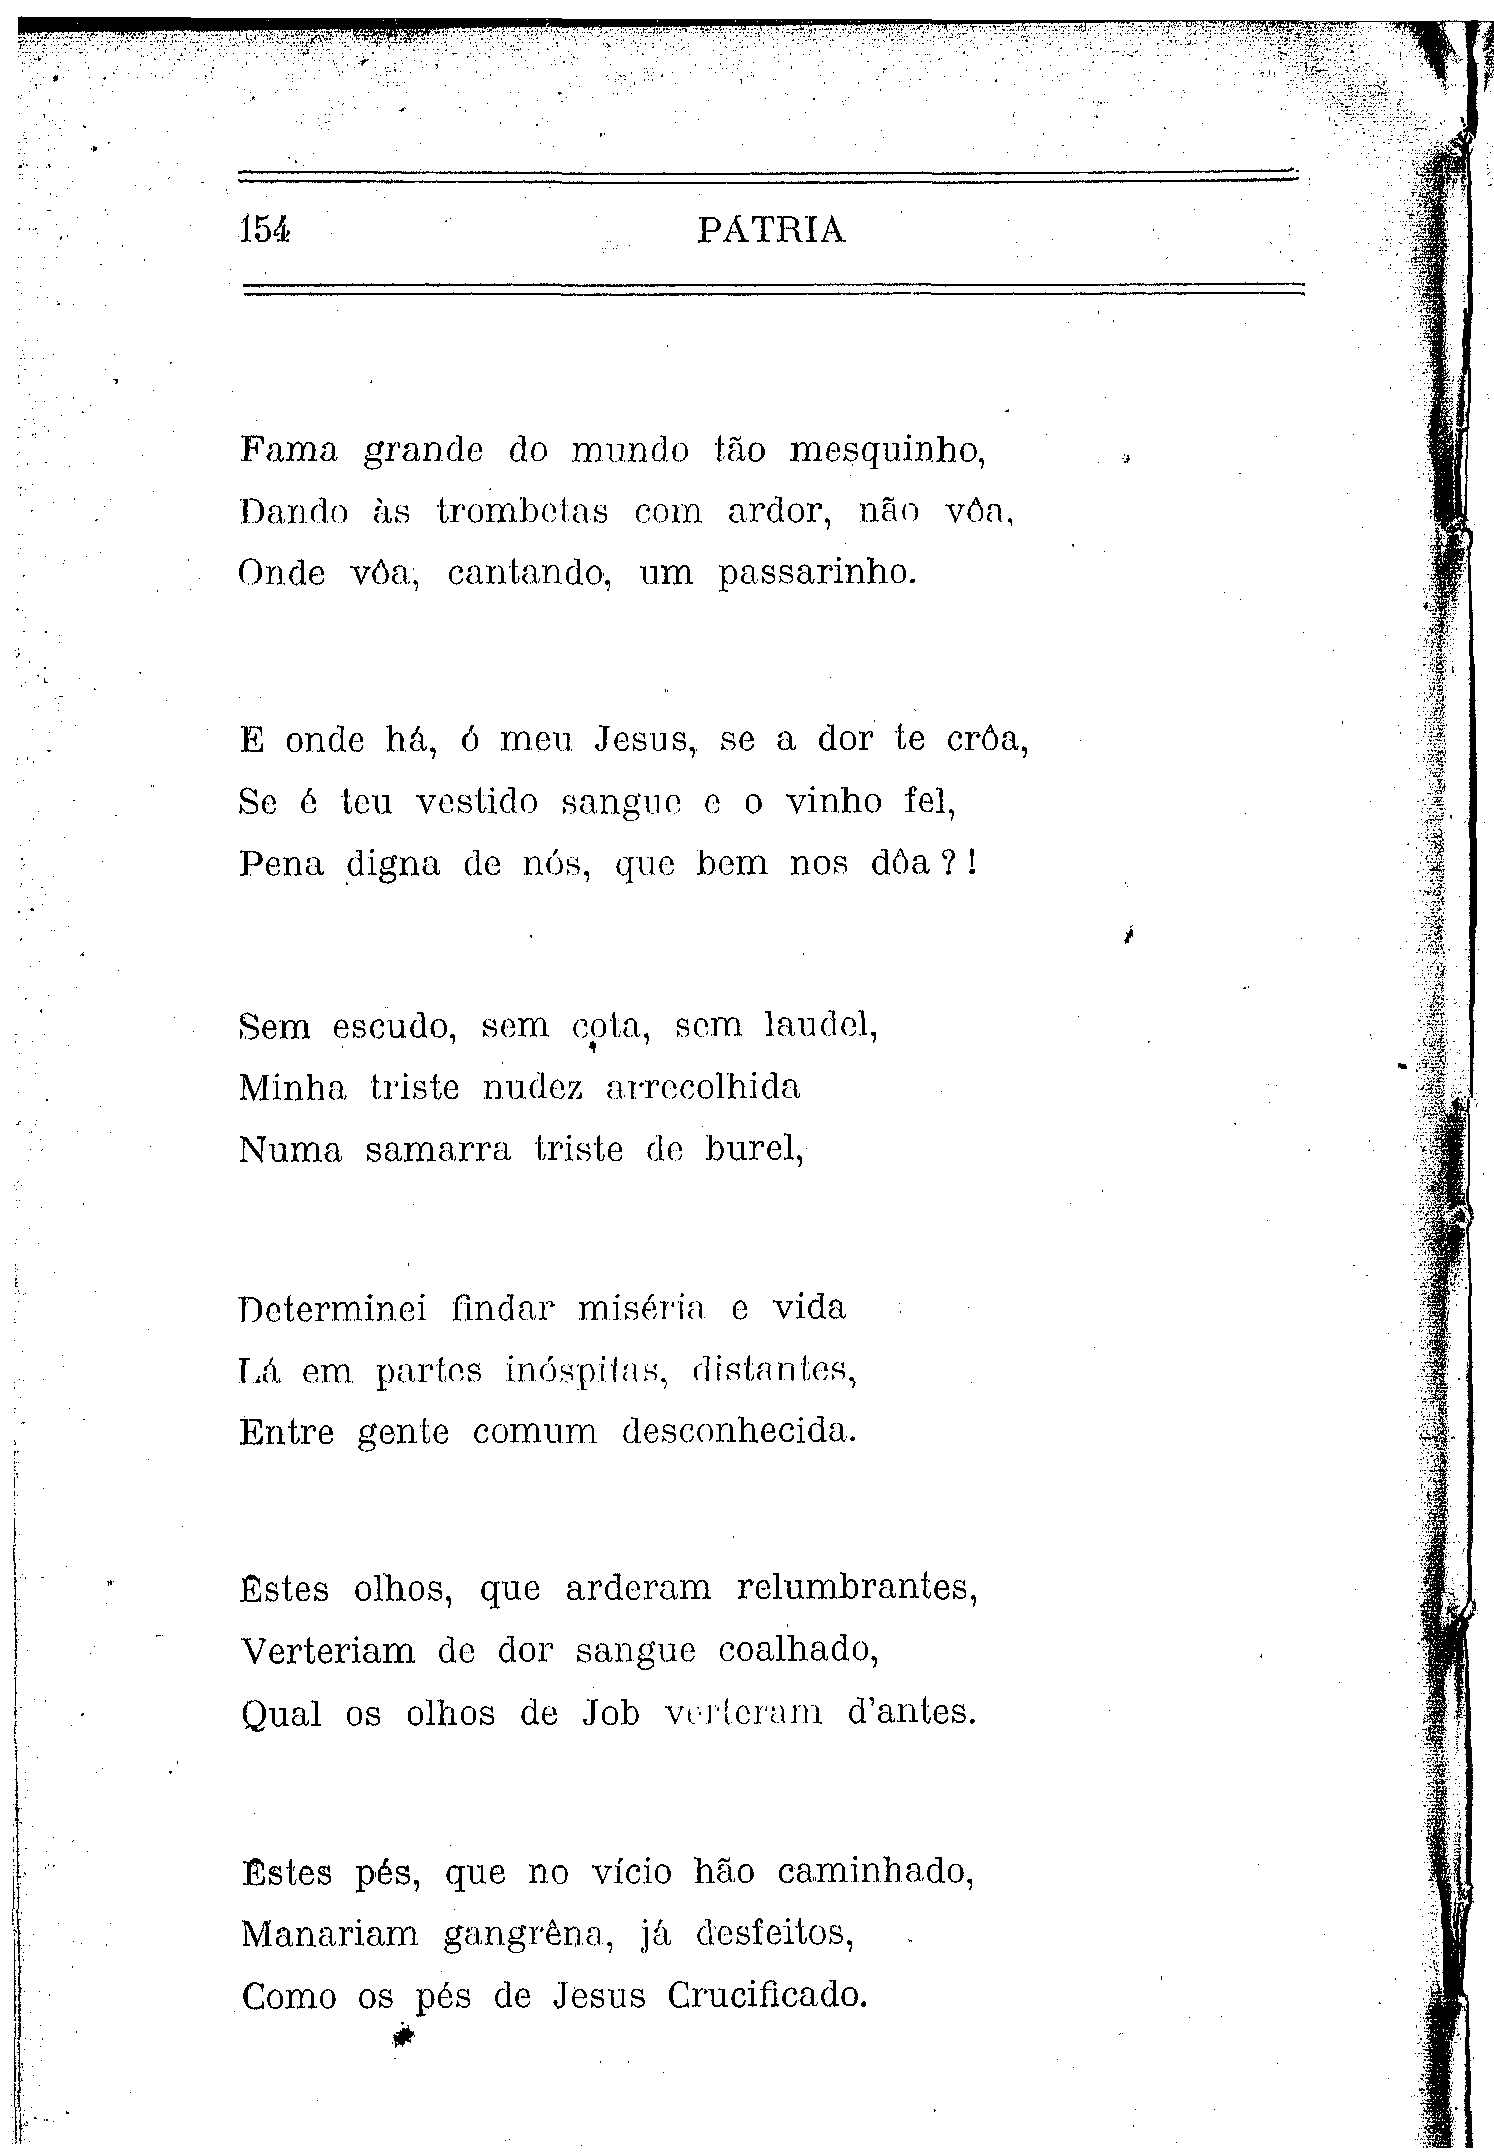 154 PÁTRIA
Fama grande do mundo tão mesquinho,
Dando às trombetas com ardor, não vôa,
Onde vôa, cantando, um passarinho.
E onde há, ó meu Jesus, se a dor te crôa,
Se é teu vestido sangue e o vinho fel,
Pena digna de nós, que bem nos dôa?!
Sem escudo, sem cota, sem laudel,
Minha triste nudez arrecolhida
Numa samarra triste de burel,
Determinei findar miséria e vida
Lá em partes inóspitas, distantes,
Entre gente comum desconhecida.
Êstes olhos, que arderam relumbrantes,
Verteriam de dor sangue coalhado,
Qual os olhos de Job verteram d'antes.
Êstes pés, que no vício hão caminhado,
Manariam gangrêna, já desfeitos,
Como os pés de Jesus Crucificado.